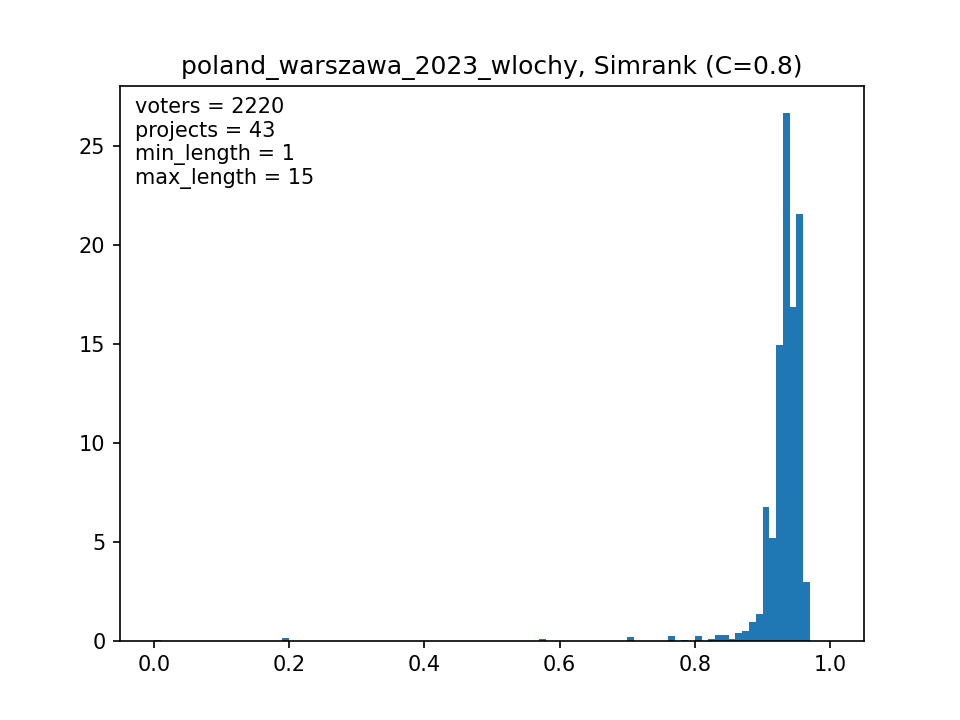 poland_warszawa_2023_wlochy, Simrank (C=0.8)
voters = 2220
projects = 43
min_length = 1
max_length = 15
25
20
15
10
5
0
0.0 0.2 0.4 0.6 0.8 1.0